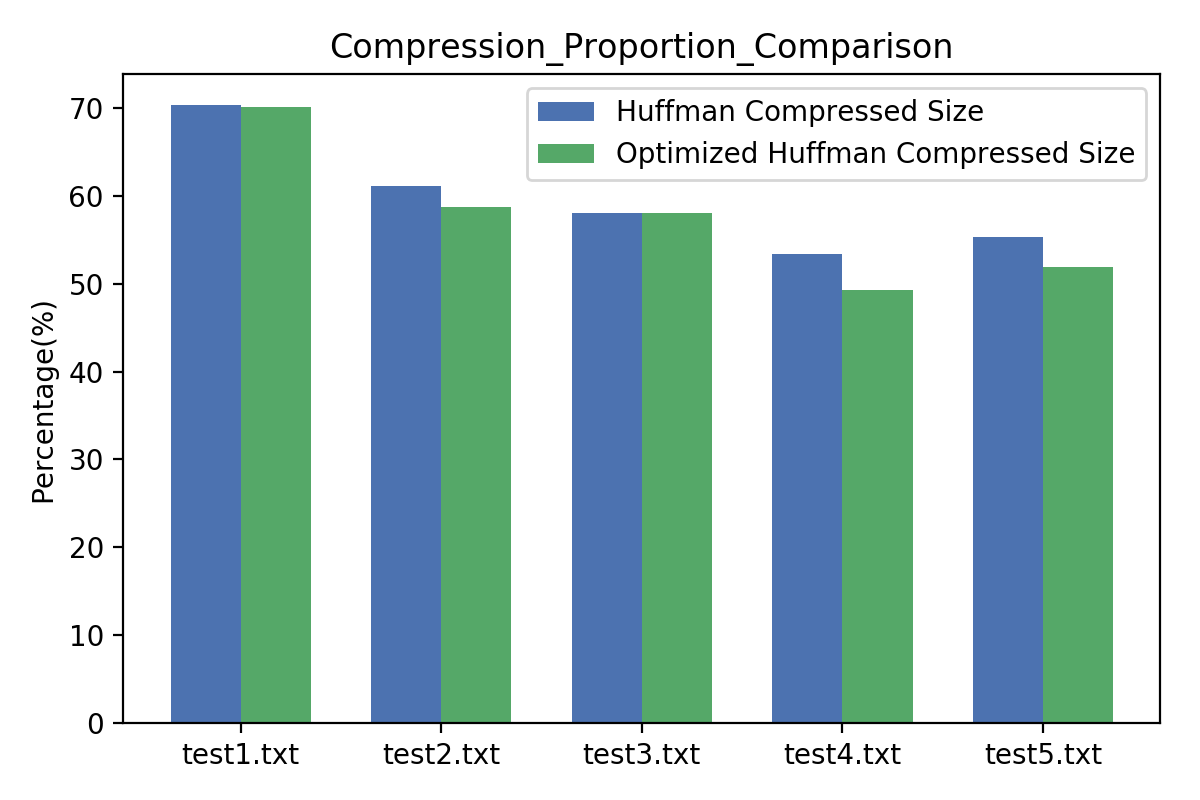 Compression_Proportion_Comparison
Huffman Compressed Size
Optimized Huffman Compressed Size
Percentage(%)
70
60
50
40
30
20
10
0
test1.txt test2.txt test3.txt test4.txt test5.txt